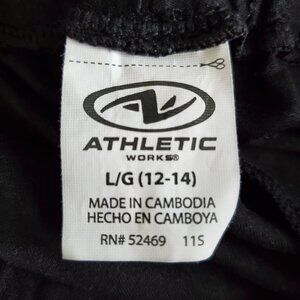 ATHLETIC
WORKS®
L/G (12-14)
MADE IN CAMBODIA
HECHO EN CAMBOYA
RN# 52469 11S